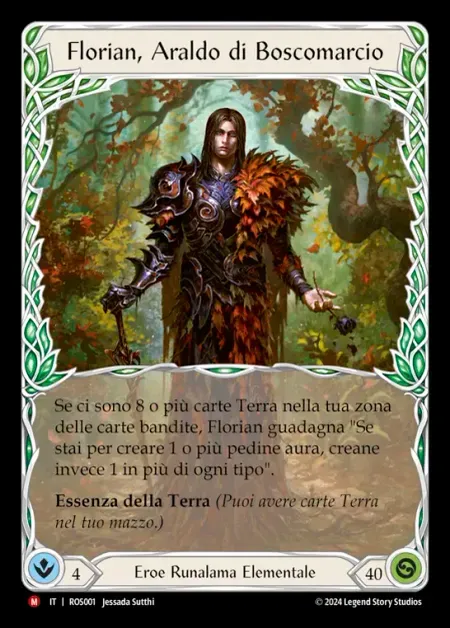 Florian, Araldo di Boscomarcio
Se ci sono 8 o più carte Terra nella tua zona
delle carte bandite, Florian guadagna "Se
stai per creare 1 o più pedine aura, creane
invece 1 in più di ogni tipo".
Essenza della Terra (Puoi avere carte Terra
nel tuo mazzo.)
4 Eroe Runalama Elementale 40
M IT | ROS001 Jessada Sutthi © 2024 Legend Story Studios